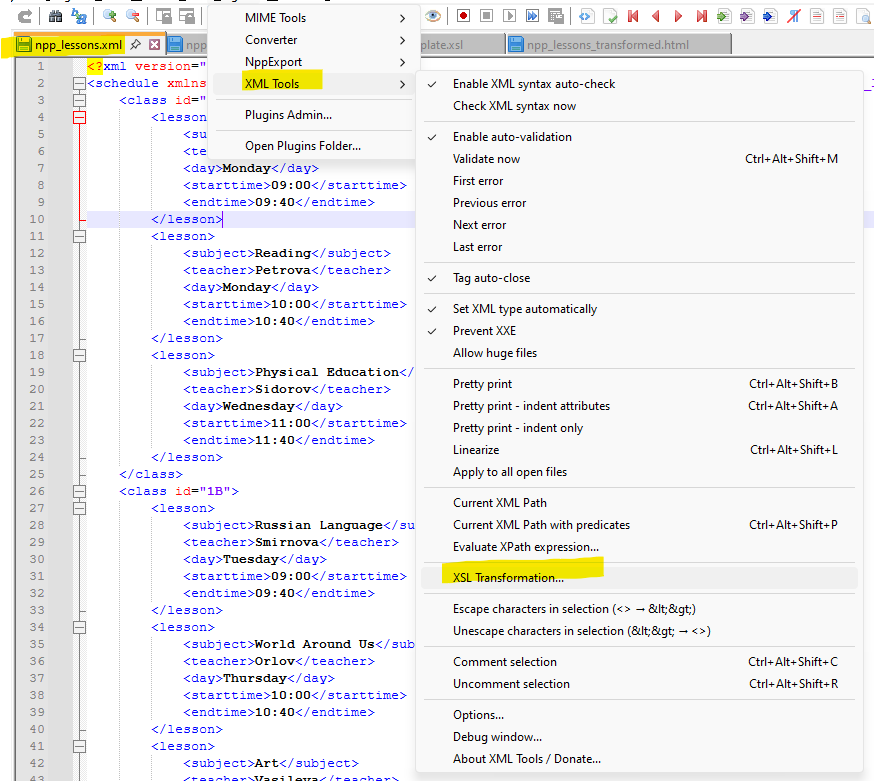 MIME Tools
Converter
NppExport
XML Tools
Plugins Admin...
Open Plugins Folder...
npp_lessons.xml
npp
plate.xsl
npp_lessons_transformed.html
1 <?xml version="
2 <schedule xmlns
3 <class id="
4 <lesson
5 <su
6 <te
7 <day>Monday</day>
8 <starttime>09:00</starttime>
9 <endtime>09:40</endtime>
10 </lesson>
11 <lesson>
12 <subject>Reading</subject>
13 <teacher>Petrova</teacher>
14 <day>Monday</day>
15 <starttime>10:00</starttime>
16 <endtime>10:40</endtime>
17 </lesson>
18 <lesson>
19 <subject>Physical Education</
20 <teacher>Sidorov</teacher>
21 <day>Wednesday</day>
22 <starttime>11:00</starttime>
23 <endtime>11:40</endtime>
24 </lesson>
25 </class>
26 <class id="1B">
27 <lesson>
28 <subject>Russian Language</su
29 <teacher>Smirnova</teacher>
30 <day>Tuesday</day>
31 <starttime>09:00</starttime>
32 <endtime>09:40</endtime>
33 </lesson>
34 <lesson>
35 <subject>World Around Us</sub
36 <teacher>Orlov</teacher>
37 <day>Thursday</day>
38 <starttime>10:00</starttime>
39 <endtime>10:40</endtime>
40 </lesson>
41 <lesson>
42 <subject>Art</subject>
43 <teacher>Vasileva</teacher>
Enable XML syntax auto-check
Check XML syntax now
Enable auto-validation
Validate now Ctrl+Alt+Shift+M
First error
Previous error
Next error
Last error
Tag auto-close
Set XML type automatically
Prevent XXE
Allow huge files
Pretty print Ctrl+Alt+Shift+B
Pretty print - indent attributes Ctrl+Alt+Shift+A
Pretty print - indent only
Linearize Ctrl+Alt+Shift+L
Apply to all open files
Current XML Path
Current XML Path with predicates Ctrl+Alt+Shift+P
Evaluate XPath expression...
XSL Transformation...
Escape characters in selection (<> → &lt;&gt;)
Unescape characters in selection (&lt;&gt; → <>)
Comment selection Ctrl+Alt+Shift+C
Uncomment selection Ctrl+Alt+Shift+R
Options...
Debug window...
About XML Tools / Donate...